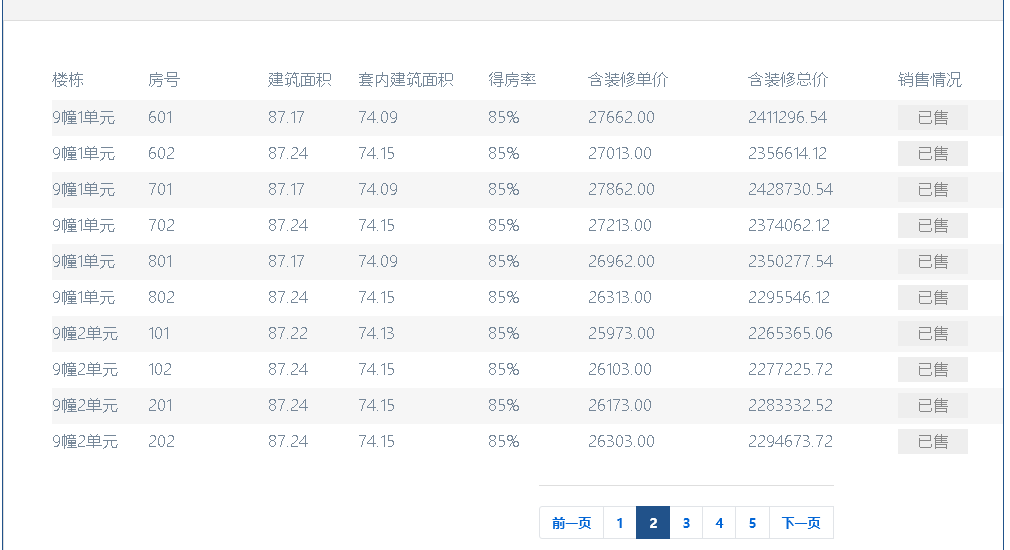 楼栋 房号 建筑面积 套内建筑面积 得房率 含装修单价 含装修总价 销售情况
9幢1单元 601 87.17 74.09 85% 27662.00 2411296.54 已售
9幢1单元 602 87.24 74.15 85% 27013.00 2356614.12 已售
9幢1单元 701 87.17 74.09 85% 27862.00 2428730.54 已售
9幢1单元 702 87.24 74.15 85% 27213.00 2374062.12 已售
9幢1单元 801 87.17 74.09 85% 26962.00 2350277.54 已售
9幢1单元 802 87.24 74.15 85% 26313.00 2295546.12 已售
9幢2单元 101 87.22 74.13 85% 25973.00 2265365.06 已售
9幢2单元 102 87.24 74.15 85% 26103.00 2277225.72 已售
9幢2单元 201 87.24 74.15 85% 26173.00 2283332.52 已售
9幢2单元 202 87.24 74.15 85% 26303.00 2294673.72 已售
前一页 1 2 3 4 5 下一页